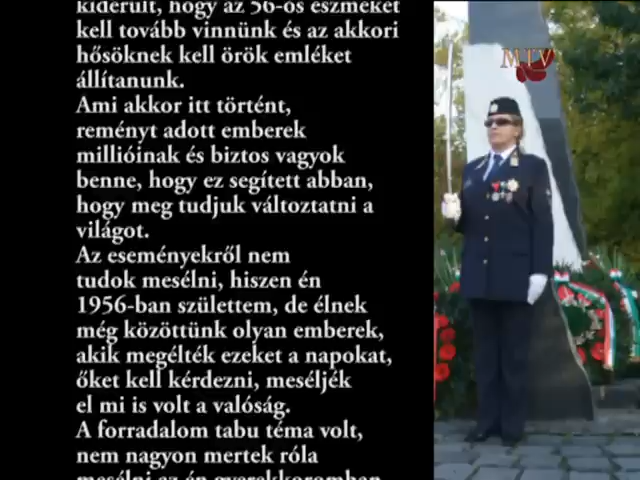 kiderült, hogy az 56-os eszméket
kell tovább vinnünk és az akkori
hősöknek kell örök emléket
állítanunk.
Ami akkor itt történt,
reményt adott emberek
millióinak és biztos vagyok
benne, hogy ez segített abban,
hogy meg tudjuk változtatni a
világot.
Az eseményekről nem
tudok mesélni, hiszen én
1956-ban születtem, de élnek
még közöttünk olyan emberek,
akik megélték ezeket a napokat,
őket kell kérdezni, meséljék
el mi is volt a valóság.
A forradalom tabu téma volt,
nem nagyon mertek róla
mesélni az én gyerekkoromban
MTV